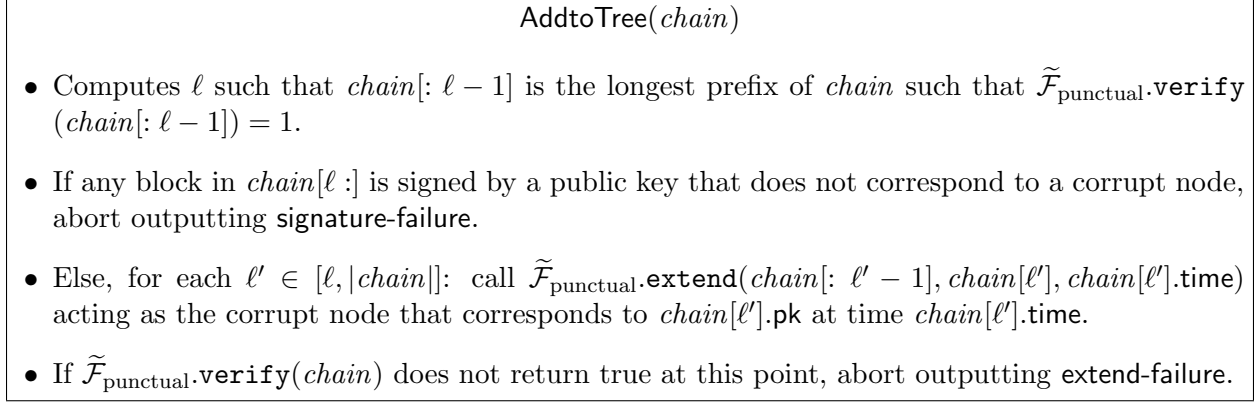 AddtoTree(chain)
• Computes ℓ such that chain[: ℓ − 1] is the longest prefix of chain such that F̃punctual.verify
(chain[: ℓ − 1]) = 1.
• If any block in chain[ℓ :] is signed by a public key that does not correspond to a corrupt node,
abort outputting signature-failure.
• Else, for each ℓ′ ∈ [ℓ, |chain|]: call F̃punctual.extend(chain[: ℓ′ − 1], chain[ℓ′], chain[ℓ′].time)
acting as the corrupt node that corresponds to chain[ℓ′].pk at time chain[ℓ′].time.
• If F̃punctual.verify(chain) does not return true at this point, abort outputting extend-failure.